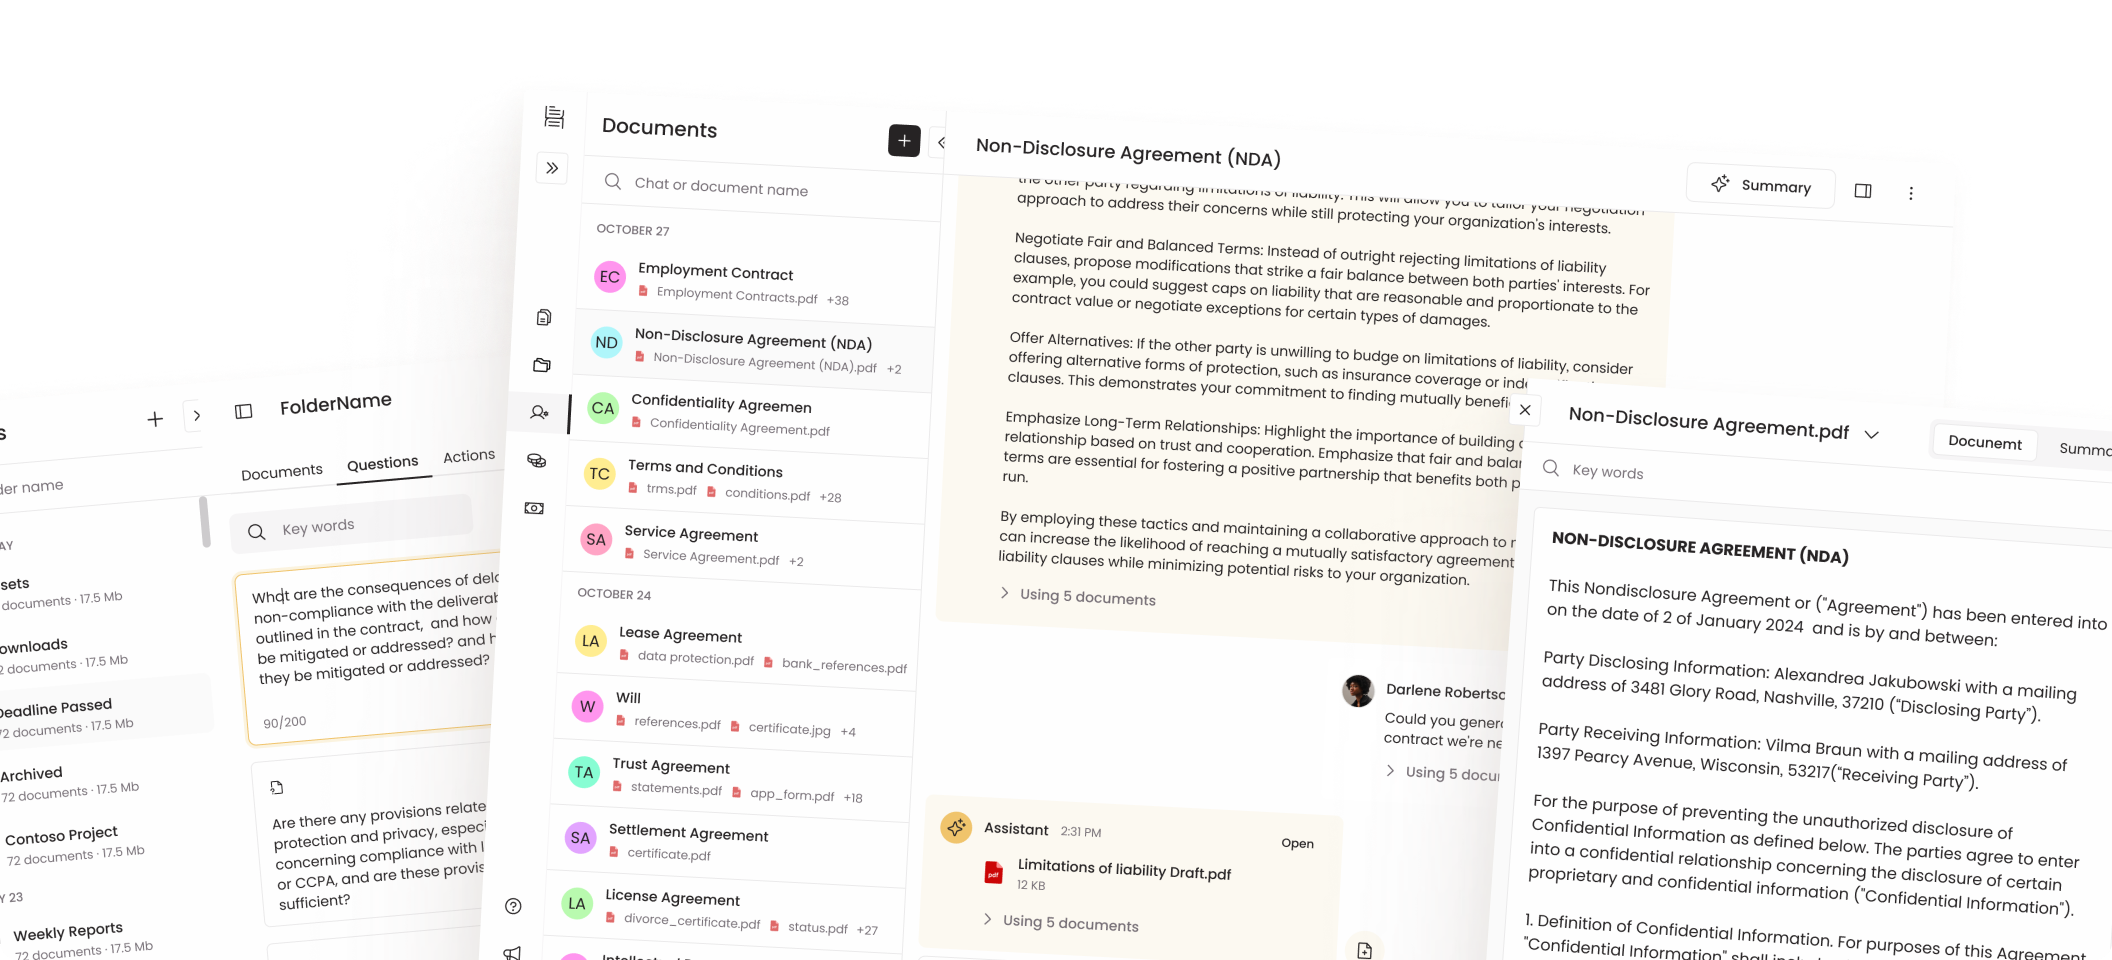 FolderName
Documents
Questions
Actions
name
Key words
documents · 17.5 Mb
documents · 17.5 Mb
Deadline Passed
72 documents · 17.5 Mb
Archived
72 documents · 17.5 Mb
Contoso Project
72 documents · 17.5 Mb
23
Weekly Reports
documents · 17.5 Mb
What are the consequences of
non-compliance with the
outlined in the contract, and how
be mitigated or addressed? and
they be mitigated or addressed?
90/200
Are there any provisions
protection and privacy,
concerning compliance with
or CCPA, and are these
sufficient?
Documents
Chat or document name
OCTOBER 27
EC
Employment Contract
Employment Contracts.pdf +38
ND
Non-Disclosure Agreement (NDA)
Non-Disclosure Agreement (NDA).pdf +2
CA
Confidentiality Agreemen
Confidentiality Agreement.pdf
TC
Terms and Conditions
trms.pdf conditions.pdf +28
SA
Service Agreement
Service Agreement.pdf +2
OCTOBER 24
LA
Lease Agreement
data protection.pdf bank_references.pdf
W
Will
references.pdf certificate.jpg +4
TA
Trust Agreement
statements.pdf app_form.pdf +18
SA
Settlement Agreement
certificate.pdf
LA
License Agreement
divorce_certificate.pdf status.pdf +27
Non-Disclosure Agreement (NDA)
Summary
the other party regarding limitations of liability. This will allow you to tailor your negotiation
approach to address their concerns while still protecting your organization's interests.
Negotiate Fair and Balanced Terms: Instead of outright rejecting limitations of liability
clauses, propose modifications that strike a fair balance between both parties' interests. For
example, you could suggest caps on liability that are reasonable and proportionate to the
contract value or negotiate exceptions for certain types of damages.
Offer Alternatives: If the other party is unwilling to budge on limitations of liability, consider
offering alternative forms of protection, such as insurance coverage or
clauses. This demonstrates your commitment to finding mutually
Emphasize Long-Term Relationships: Highlight the importance of building
relationship based on trust and cooperation. Emphasize that fair and
terms are essential for fostering a positive partnership that benefits both
run.
By employing these tactics and maintaining a collaborative approach to
can increase the likelihood of reaching a mutually satisfactory agreement
liability clauses while minimizing potential risks to your organization.
Using 5 documents
Darlene
Could you
contract we're
Using 5
Assistant 2:31 PM
Open
Limitations of liability Draft.pdf
pdf
12 KB
Using 5 documents
Non-Disclosure Agreement.pdf
Documemt
Key words
NON-DISCLOSURE AGREEMENT (NDA)
This Nondisclosure Agreement or ("Agreement") has been entered into
on the date of 2 of January 2024 and is by and between:
Party Disclosing Information: Alexandrea Jakubowski with a mailing
address of 3481 Glory Road, Nashville, 37210 (“Disclosing Party”).
Party Receiving Information: Vilma Braun with a mailing address of
1397 Pearcy Avenue, Wisconsin, 53217(“Receiving Party”).
For the purpose of preventing the unauthorized disclosure of
Confidential Information as defined below. The parties agree to enter
into a confidential relationship concerning the disclosure of certain
proprietary and confidential information ("Confidential Information").
1. Definition of Confidential Information. For purposes of this Agreement,
"Confidential Information" shall